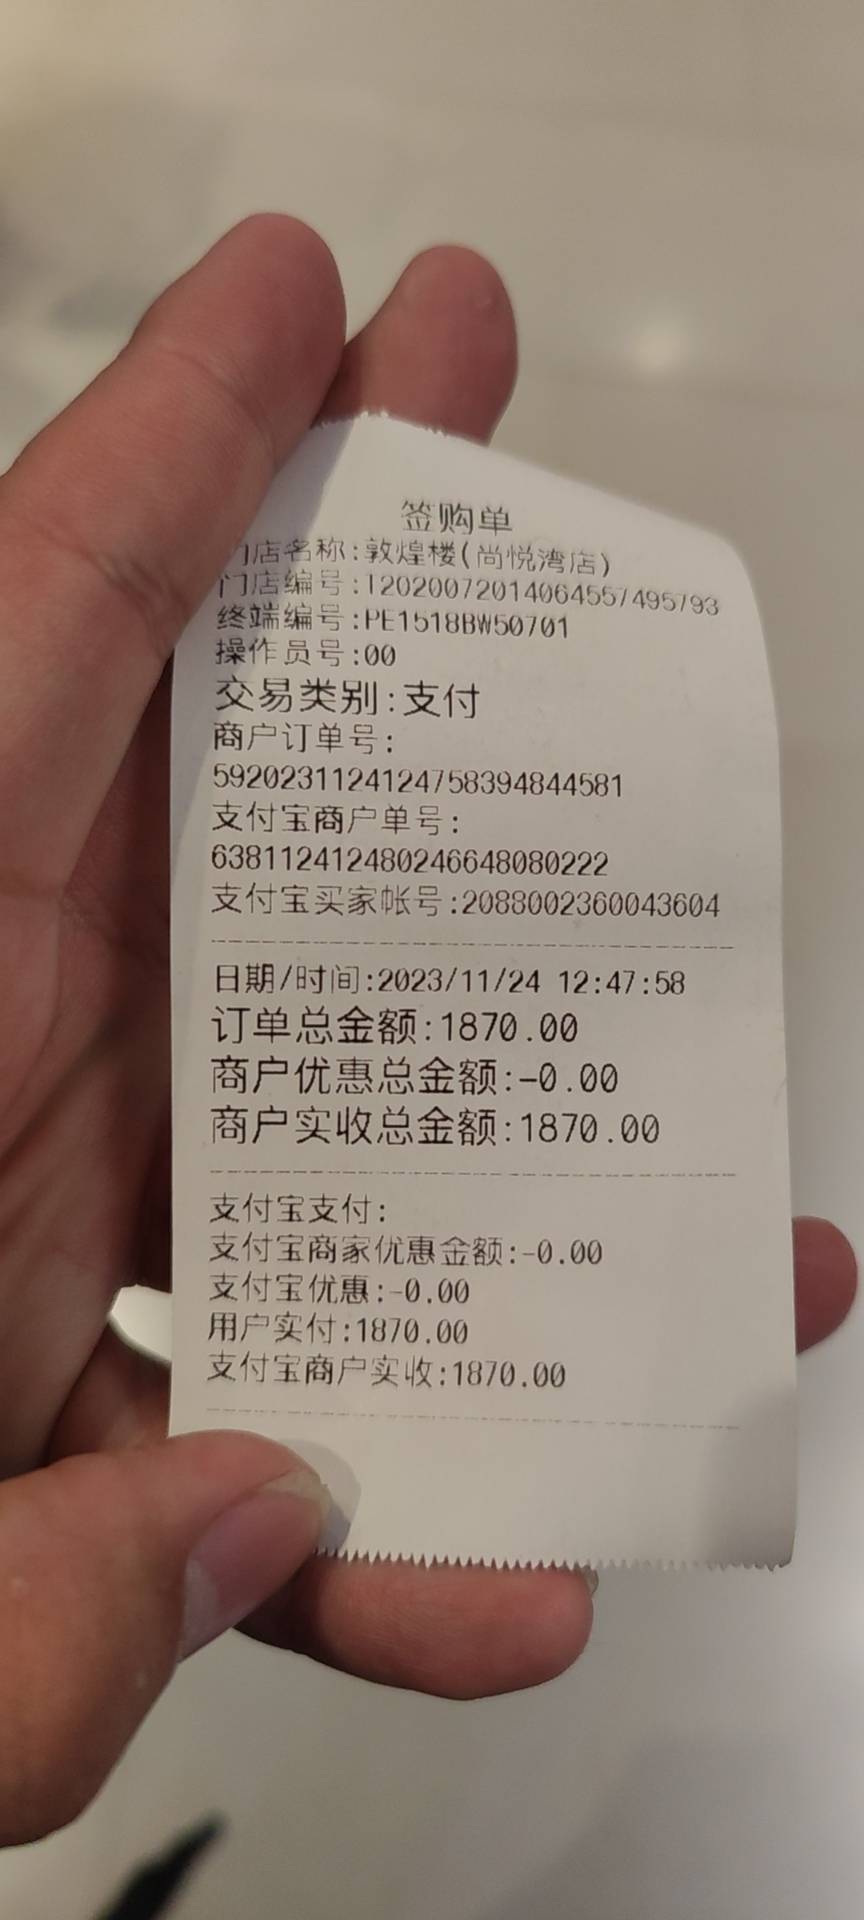 签购单
门店名称:敦煌楼(尚悦湾店)
门店编号:12020072014064557495793
终端编号:PE1518BW50701
操作员号:00
交易类别:支付
商户订单号:
59202311241247583948​44581
支付宝商户单号:
638112412480246648080222
支付宝买家帐号:2088002360043604
日期/时间:2023/11/24 12:47:58
订单总金额:1870.00
商户优惠总金额:-0.00
商户实收总金额:1870.00
支付宝支付:
支付宝商家优惠金额:-0.00
支付宝优惠:-0.00
用户实付:1870.00
支付宝商户实收:1870.00